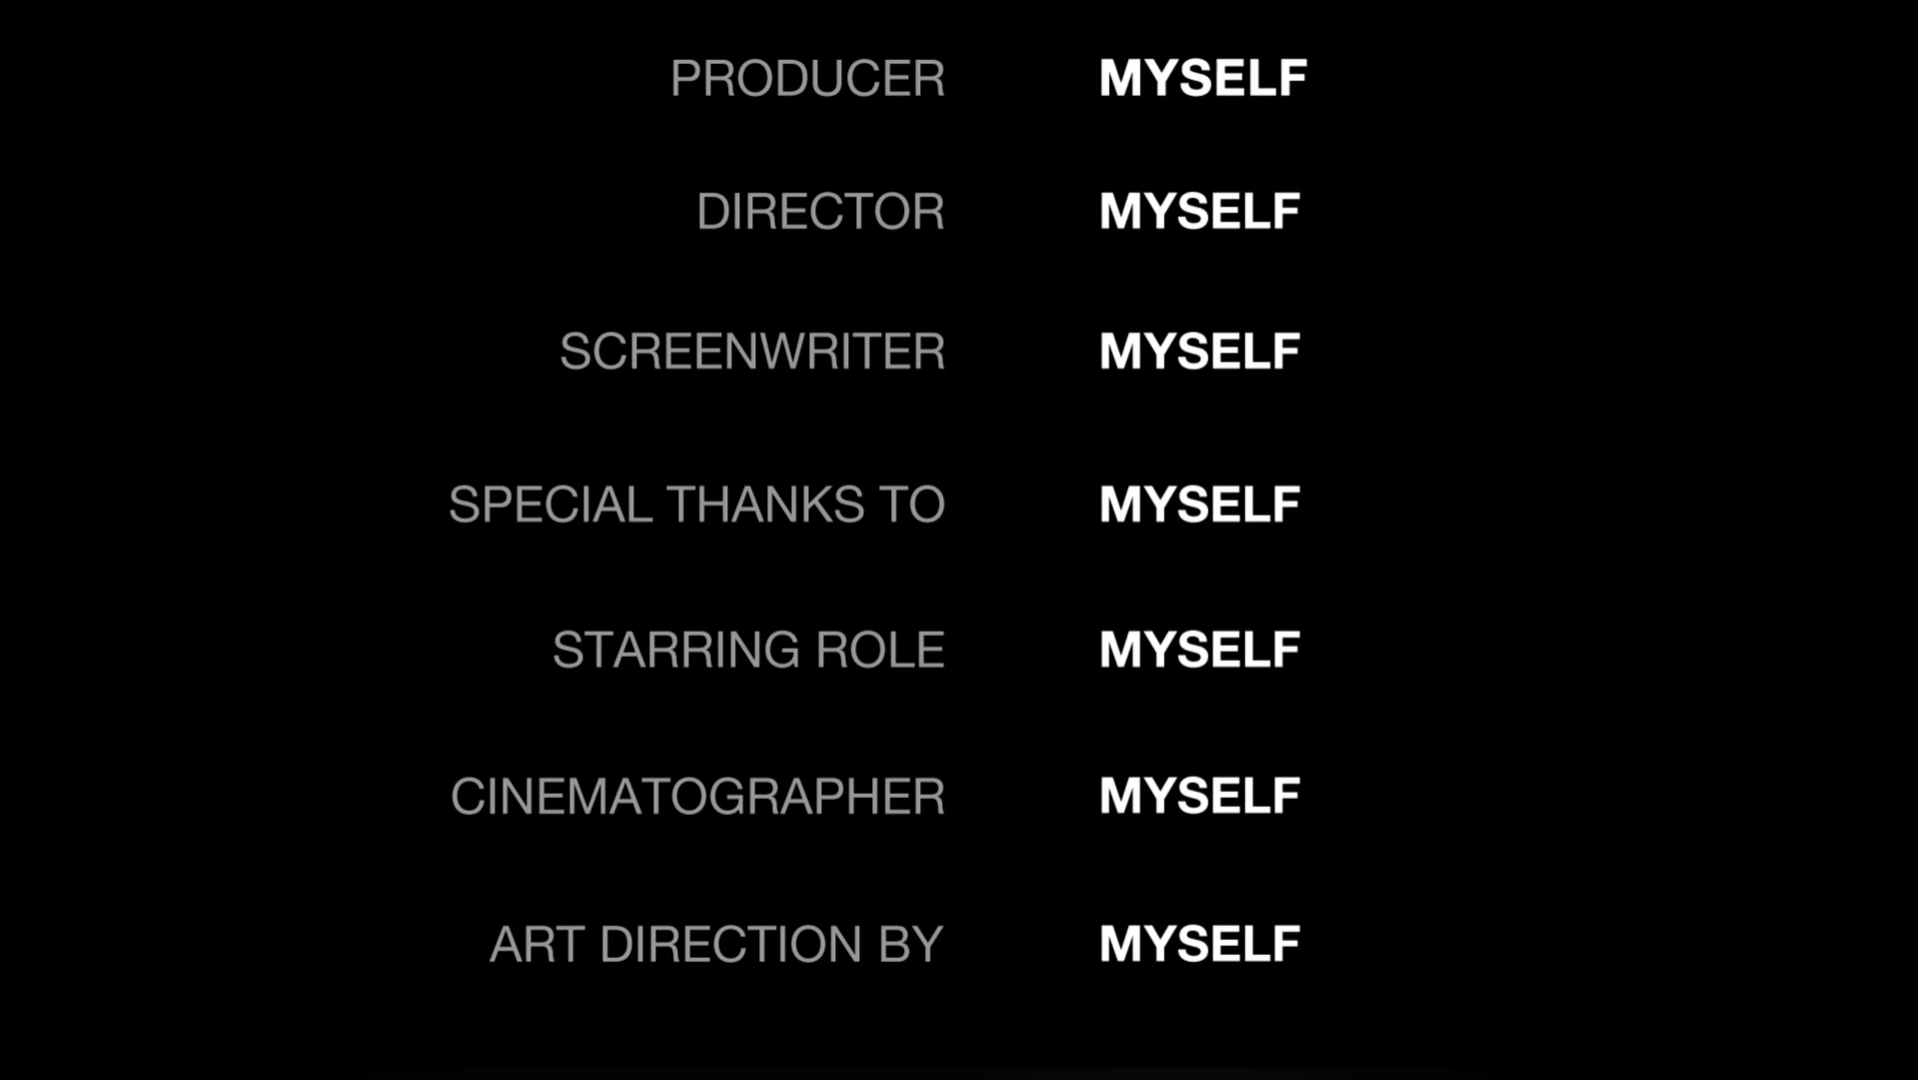 PRODUCER MYSELF
DIRECTOR MYSELF
SCREENWRITER MYSELF
SPECIAL THANKS TO MYSELF
STARRING ROLE MYSELF
CINEMATOGRAPHER MYSELF
ART DIRECTION BY MYSELF